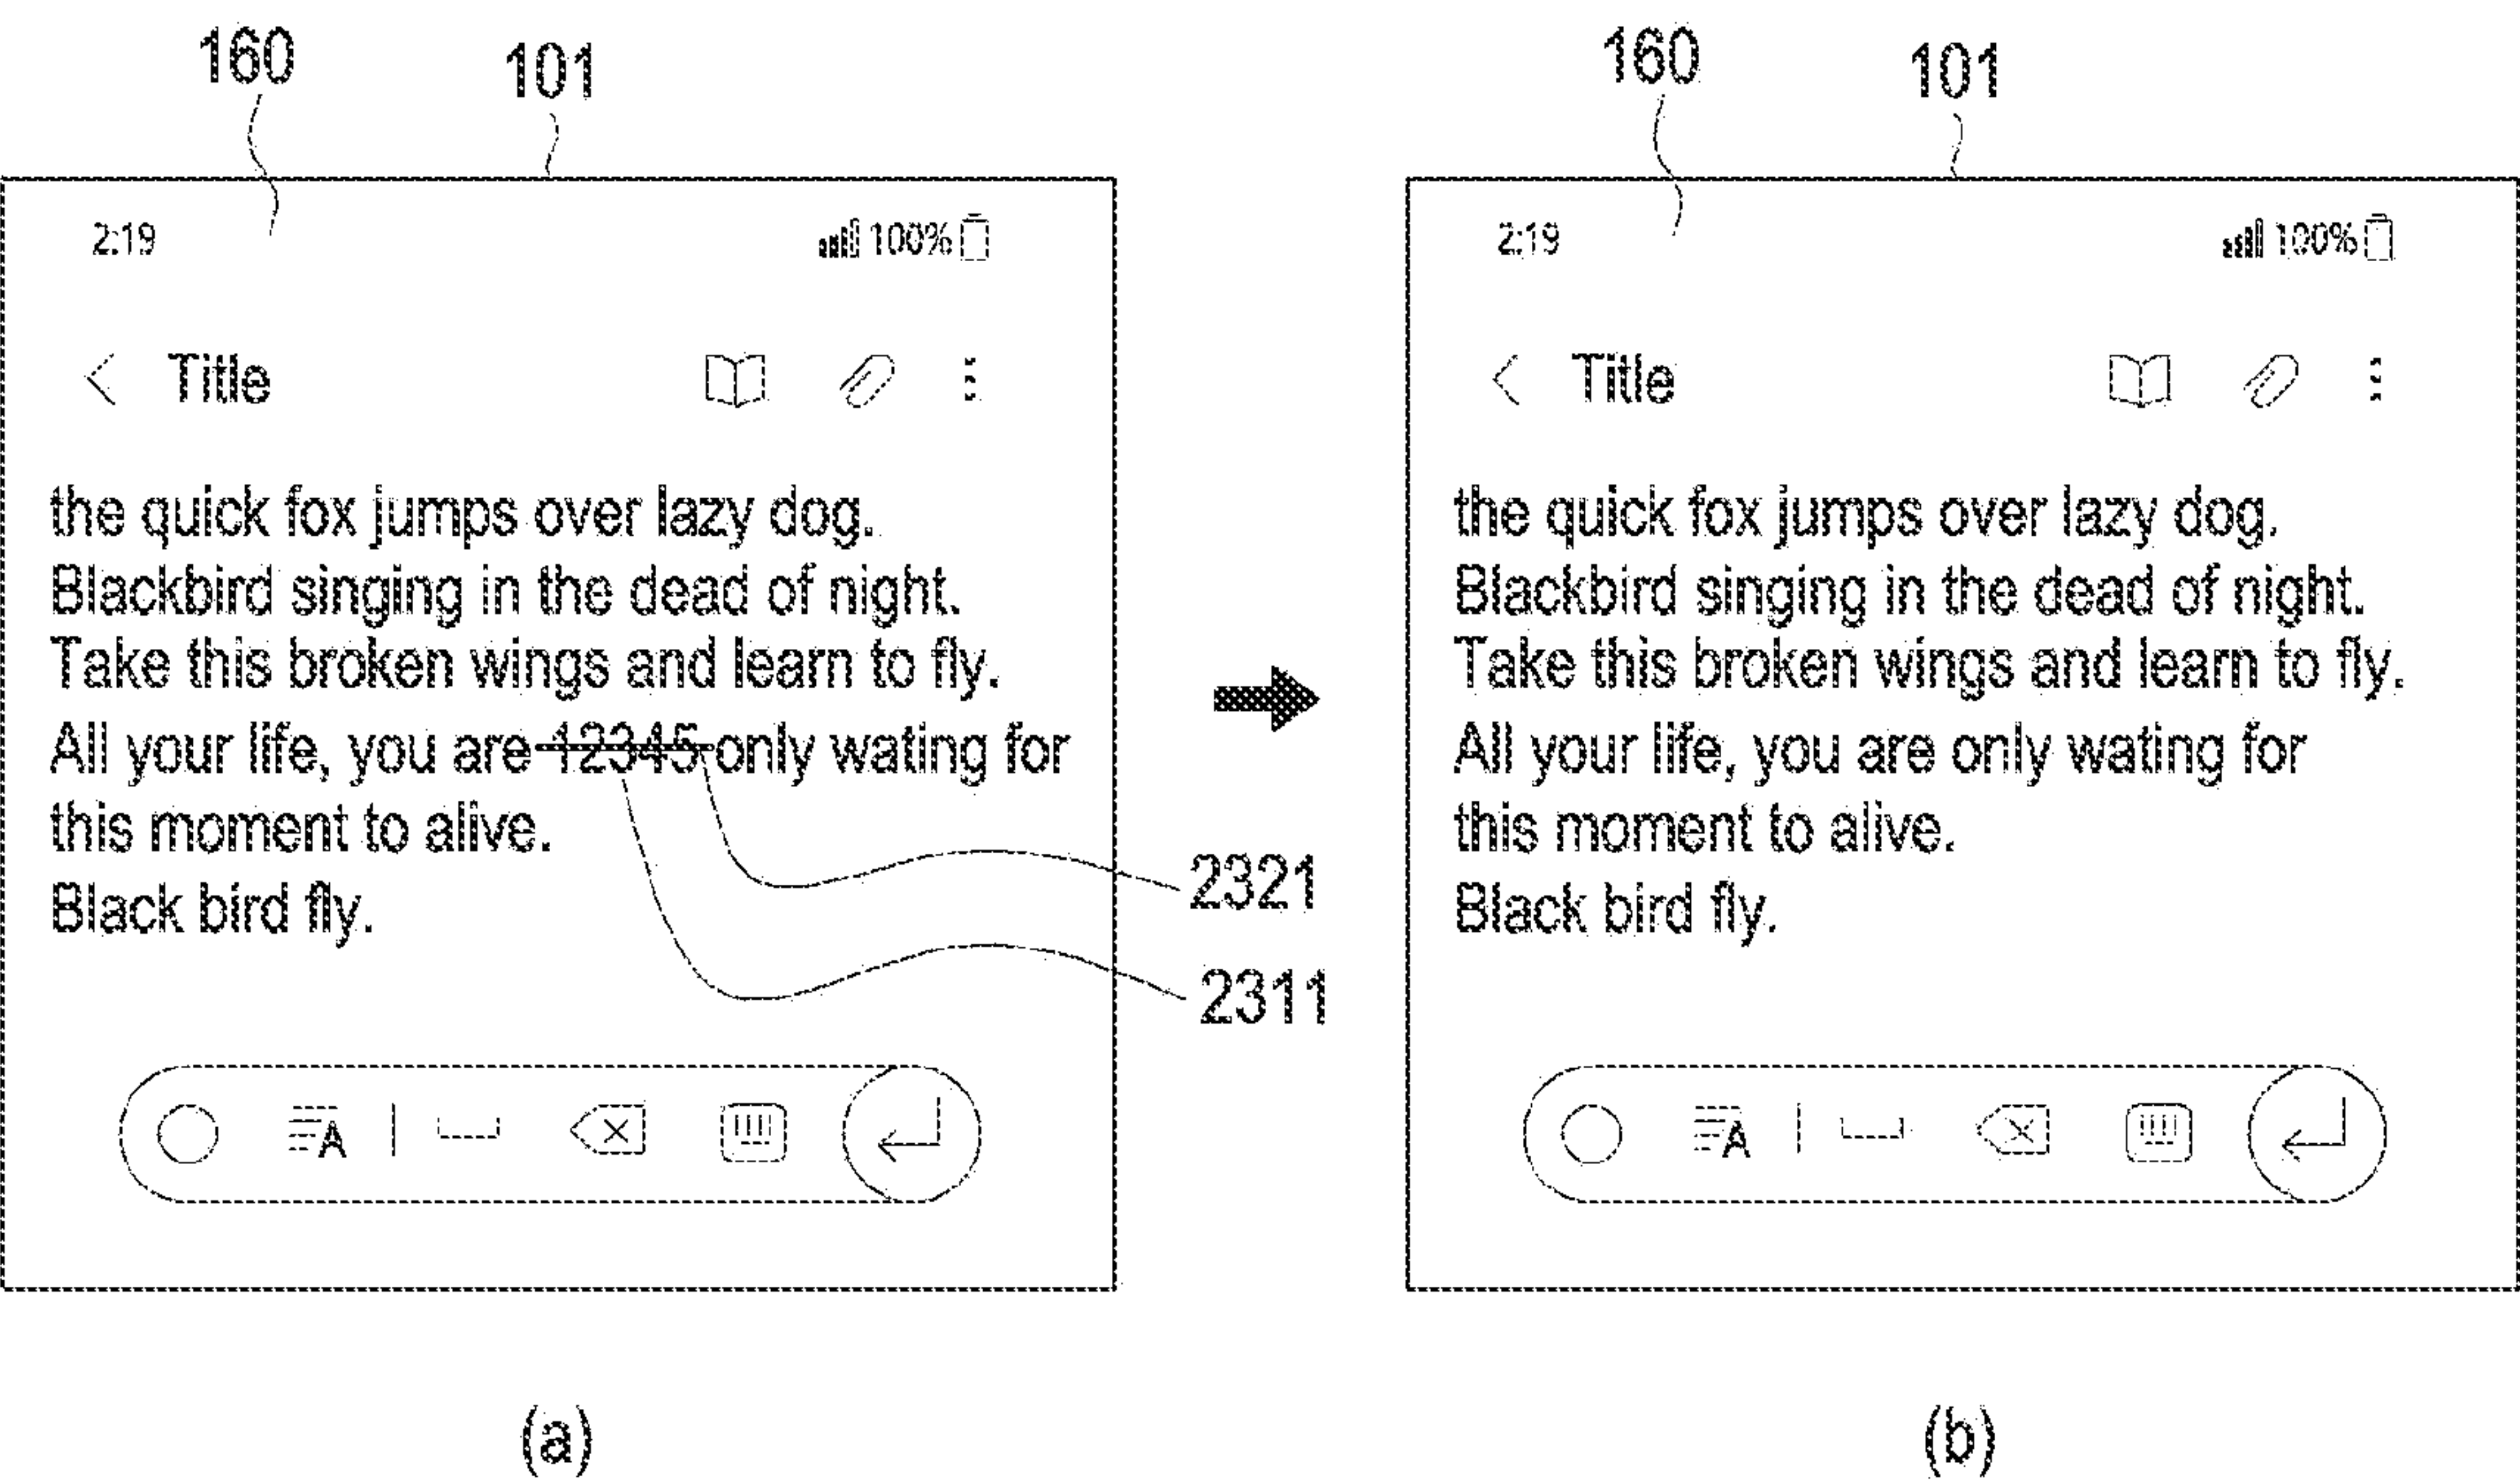 160 101
2:19 100%
Title
the quick fox jumps over lazy dog.
Blackbird singing in the dead of night.
Take this broken wings and learn to fly.
All your life, you are 12345 only wating for
this moment to alive.
Black bird fly.
A
2321
2311
(a)
160 101
2:19 100%
Title
the quick fox jumps over lazy dog.
Blackbird singing in the dead of night.
Take this broken wings and learn to fly.
All your life, you are only wating for
this moment to alive.
Black bird fly.
A
(b)